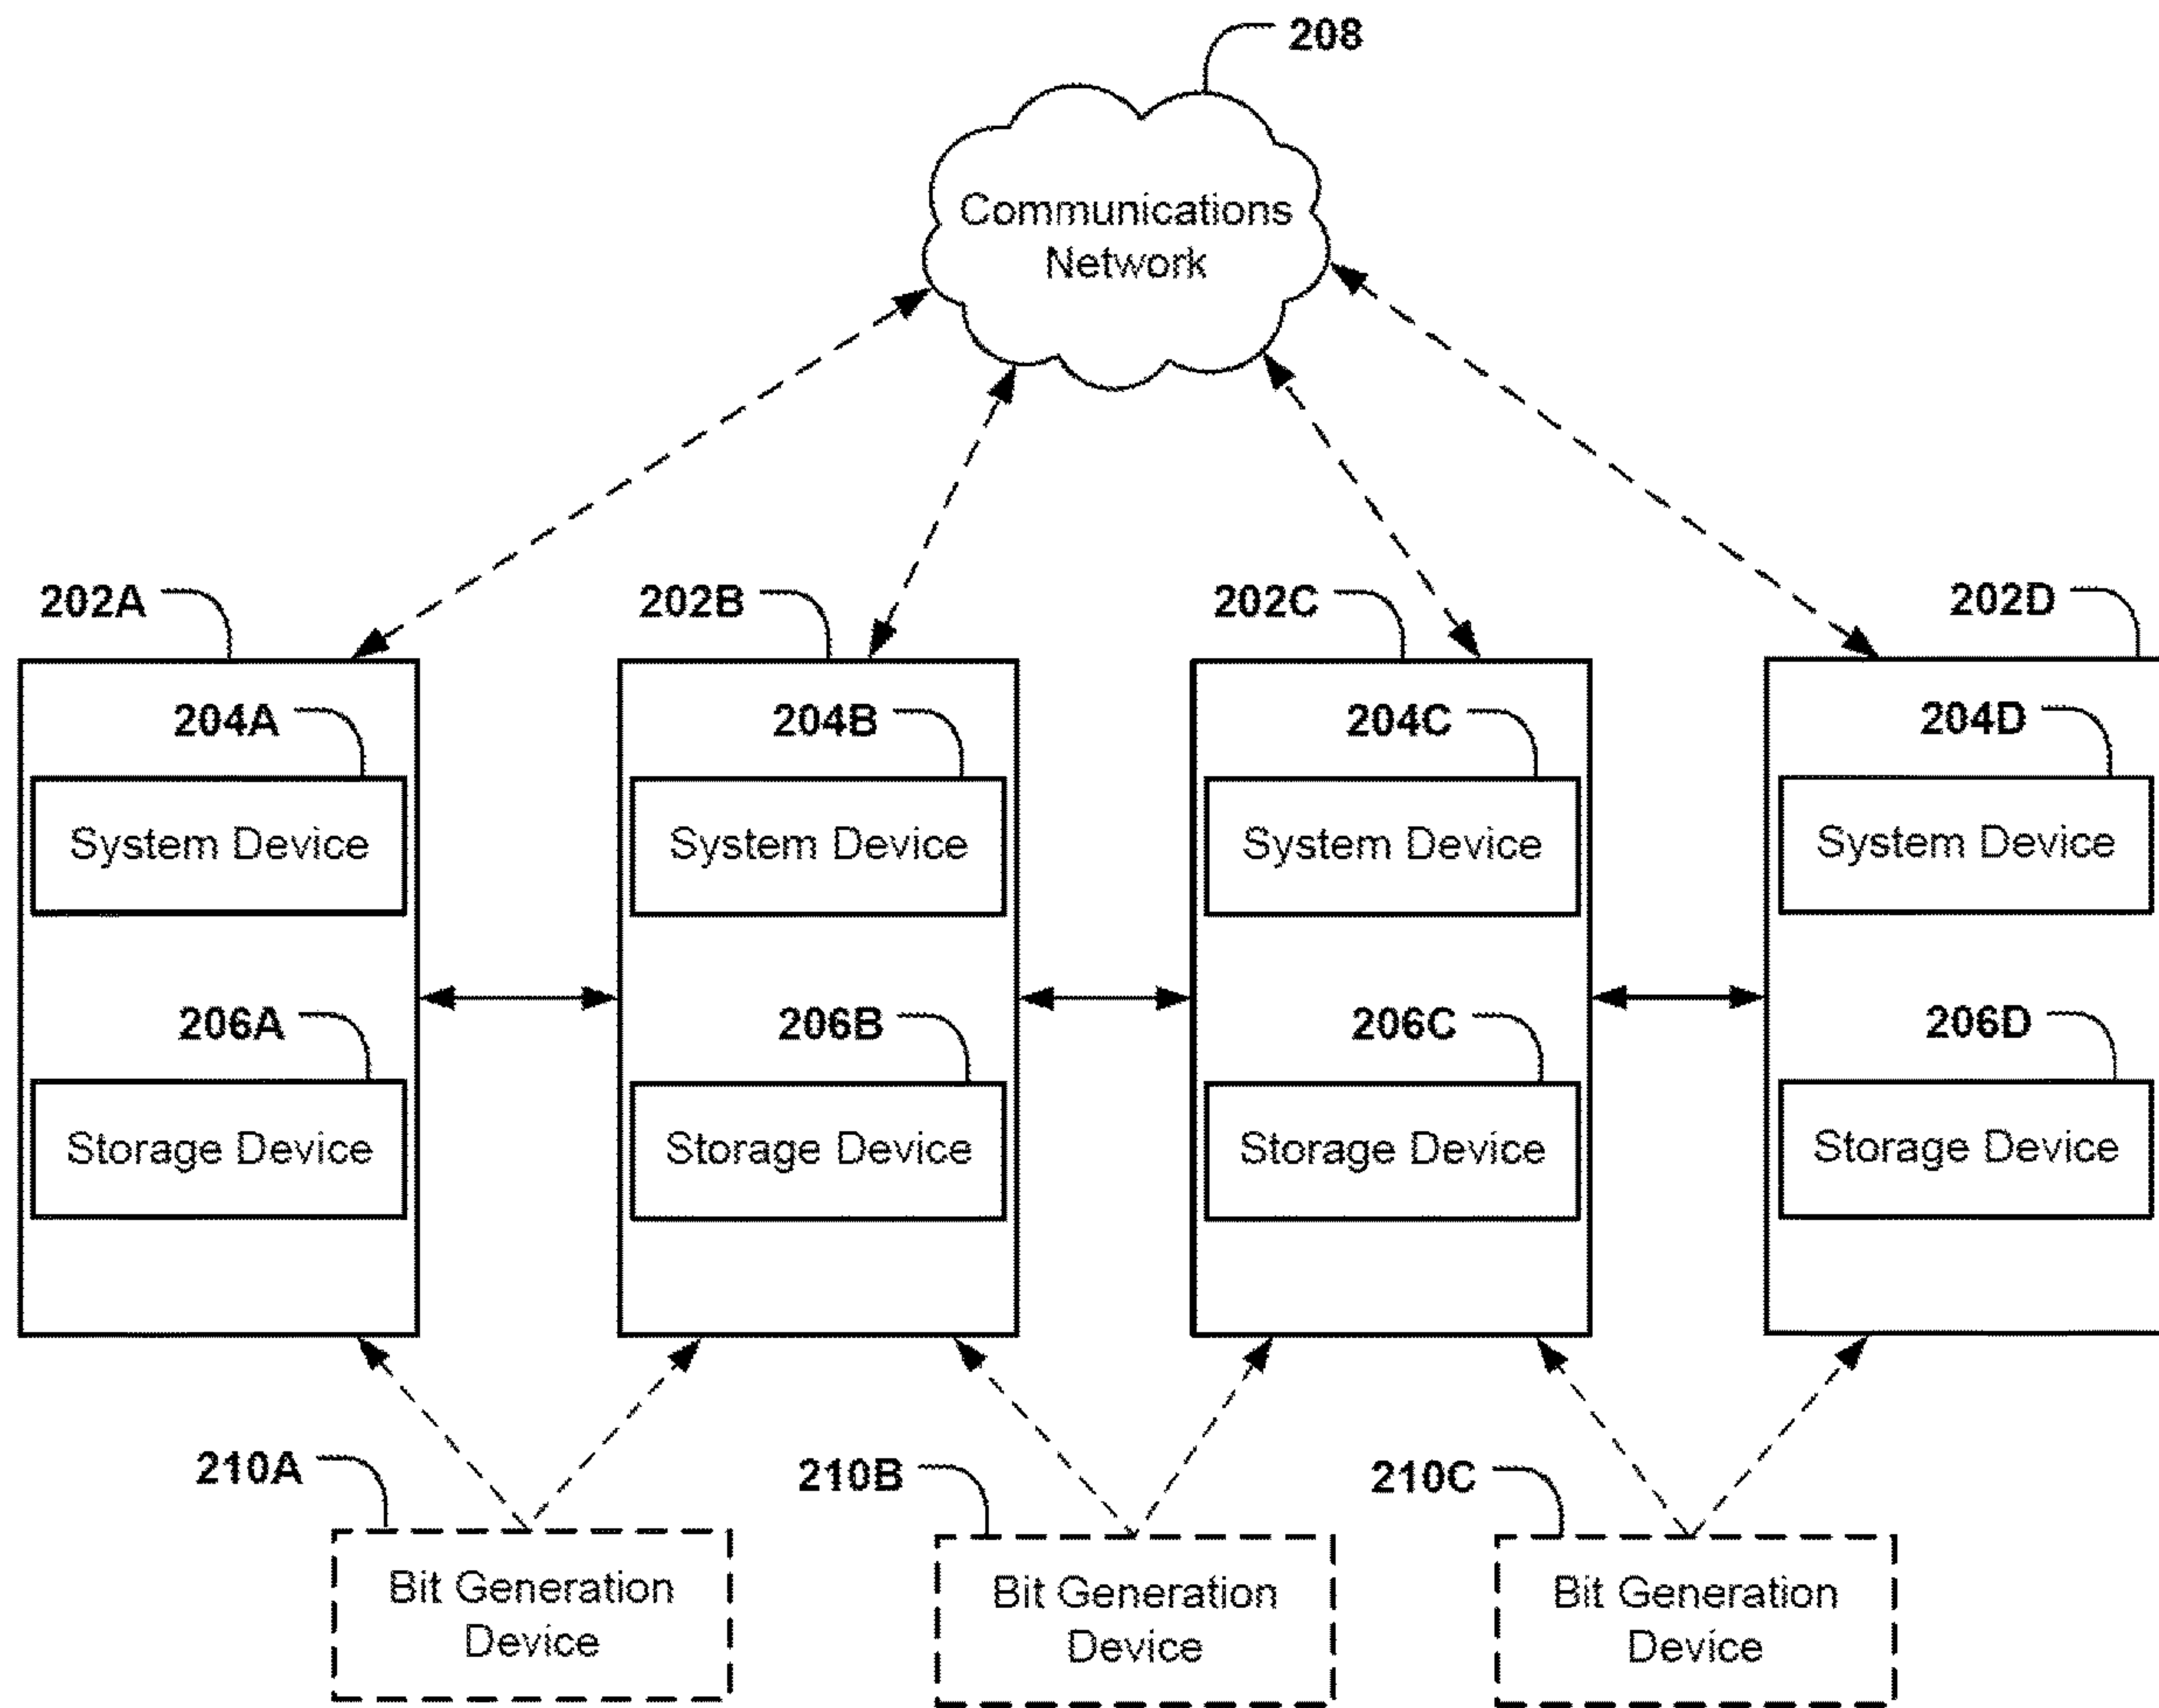 208
Communications
Network
202A
202B
202C
202D
204A
204B
204C
204D
System Device
System Device
System Device
System Device
206A
206B
206C
206D
Storage Device
Storage Device
Storage Device
Storage Device
210A
210B
210C
Bit Generation
Device
Bit Generation
Device
Bit Generation
Device